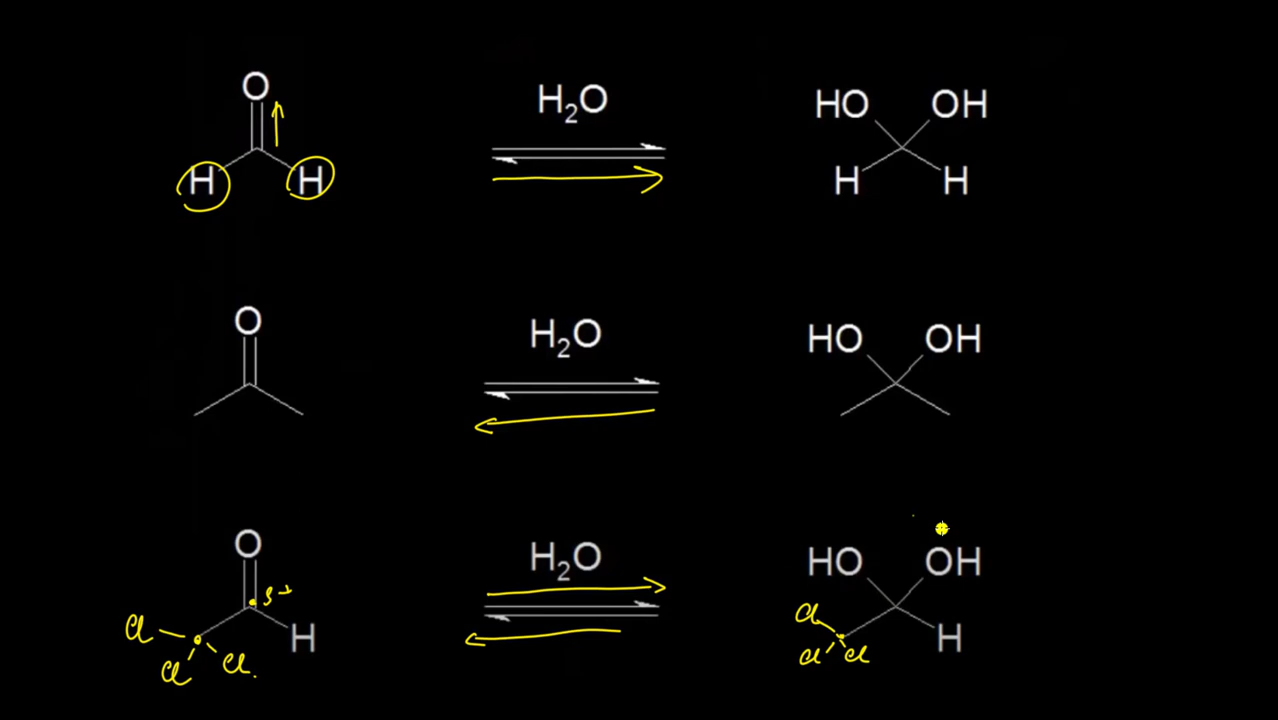 O H₂O HO OH
H H H H
O H₂O HO OH
O H₂O HO OH
δ+
Cl H Cl H
Cl Cl Cl Cl